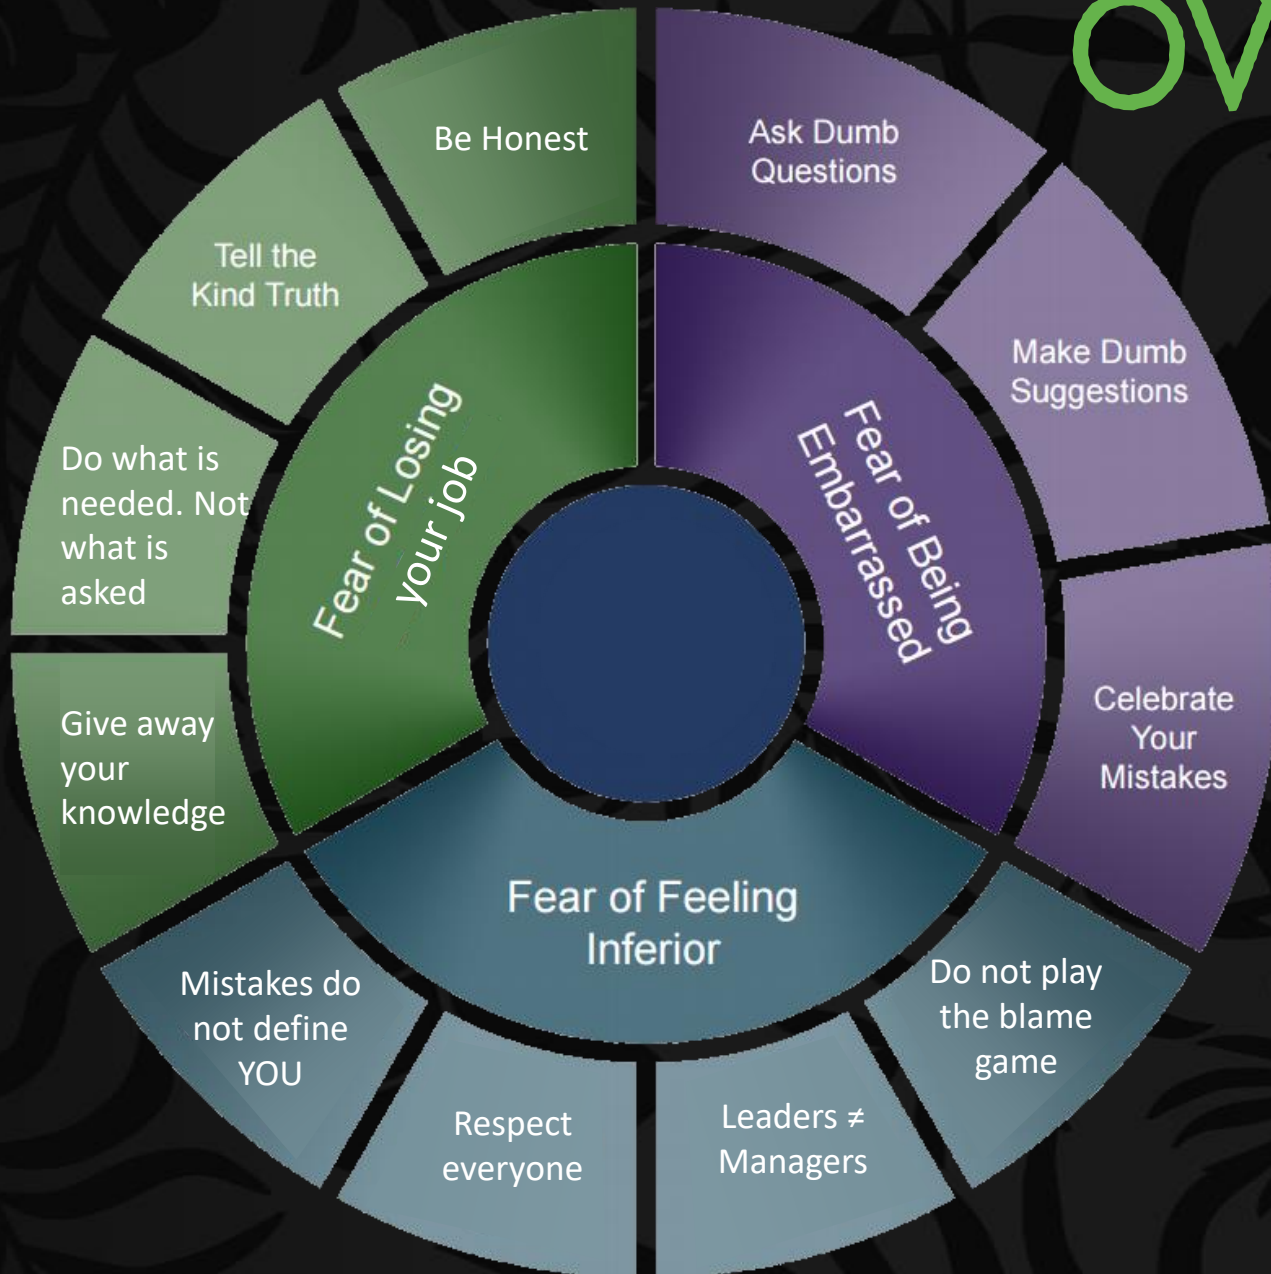 OV
Be Honest
Ask Dumb
Questions
Tell the
Kind Truth
Make Dumb
Suggestions
Do what is
needed. Not
what is
asked
Fear of Losing
your job
Fear of Being
Embarrassed
Give away
your
knowledge
Celebrate
Your
Mistakes
Fear of Feeling
Inferior
Mistakes do
not define
YOU
Respect
everyone
Leaders ≠
Managers
Do not play
the blame
game